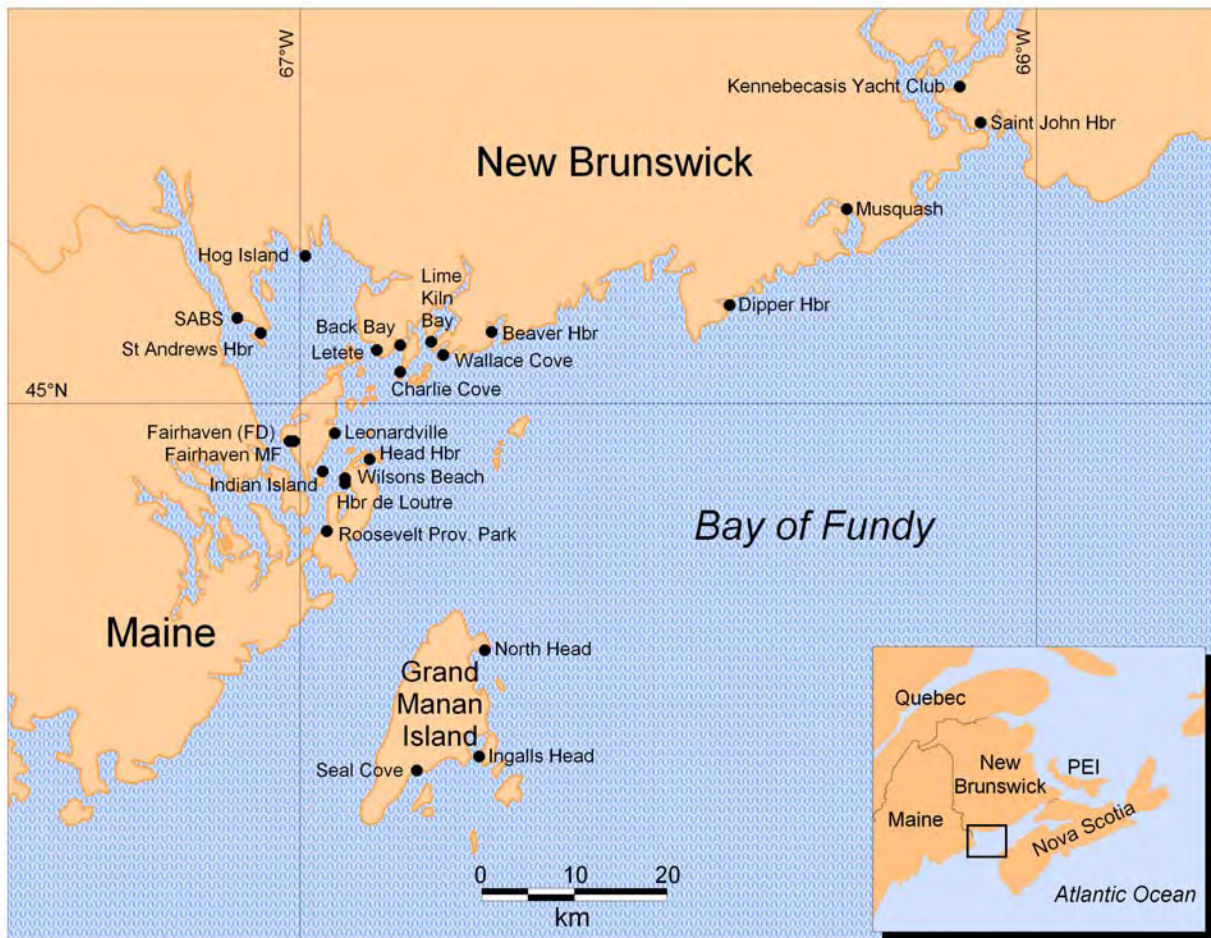 67°W
66°W
Kennebecasis Yacht Club
Saint John Hbr
New Brunswick
Musquash
Hog Island
Lime
Kiln
Bay
Dipper Hbr
SABS
St Andrews Hbr
Back Bay
Beaver Hbr
Letete
Wallace Cove
Charlie Cove
45°N
Fairhaven (FD)
Leonardville
Fairhaven MF
Head Hbr
Indian Island
Wilsons Beach
Hbr de Loutre
Roosevelt Prov. Park
Bay of Fundy
Maine
North Head
Grand
Manan
Island
Ingalls Head
Seal Cove
0 10 20
km
Quebec
New
Brunswick
PEI
Maine
Nova Scotia
Atlantic Ocean